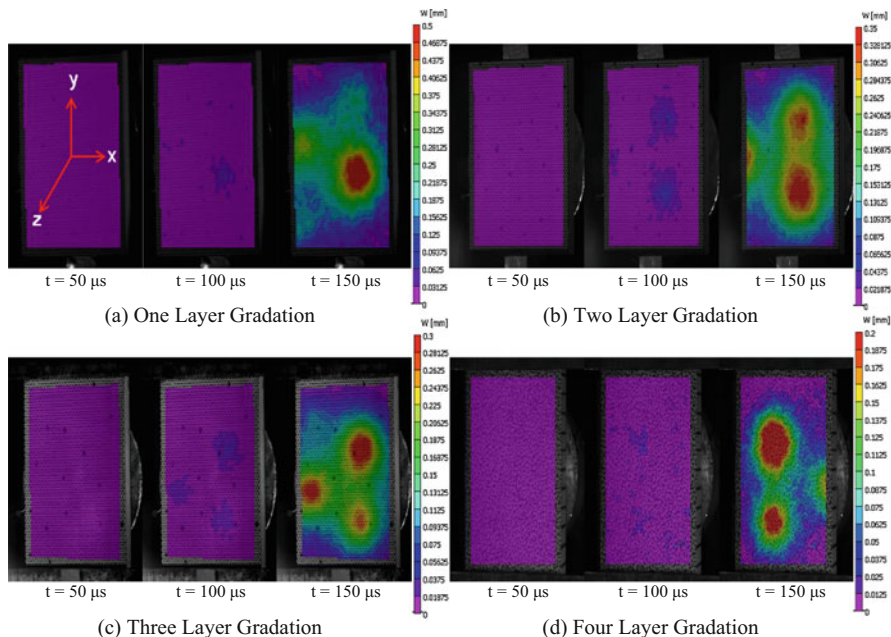 W [mm]
0.5
0.46875
0.4375
0.40625
0.375
0.34375
0.3125
0.28125
0.25
0.21875
0.1875
0.15625
0.125
0.09375
0.0625
0.03125
0
y
x
z
t = 50 μs
t = 100 μs
t = 150 μs
(a) One Layer Gradation
W [mm]
0.35
0.328125
0.30625
0.284375
0.2625
0.240625
0.21875
0.196875
0.175
0.153125
0.13125
0.109375
0.0875
0.065625
0.04375
0.021875
0
t = 50 μs
t = 100 μs
t = 150 μs
(b) Two Layer Gradation
W [mm]
0.3
0.28125
0.2625
0.24375
0.225
0.20625
0.1875
0.16875
0.15
0.13125
0.1125
0.09375
0.075
0.05625
0.0375
0.01875
0
t = 50 μs
t = 100 μs
t = 150 μs
(c) Three Layer Gradation
W [mm]
0.2
0.1875
0.175
0.1625
0.15
0.1375
0.125
0.1125
0.1
0.0875
0.075
0.0625
0.05
0.0375
0.025
0.0125
0
t = 50 μs
t = 100 μs
t = 150 μs
(d) Four Layer Gradation